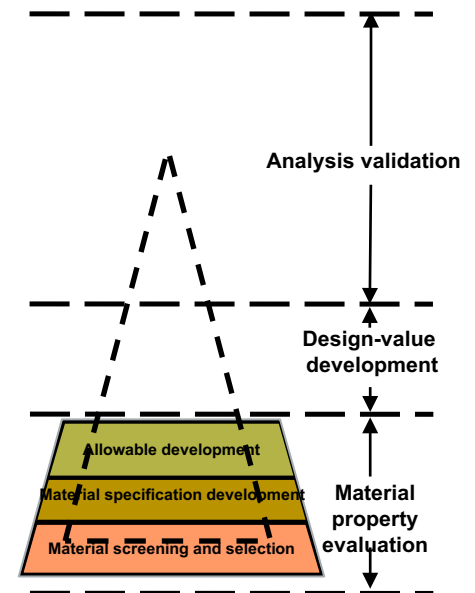 Analysis validation
Design-value
development
Allowable development
Material specification development
Material screening and selection
Material
property
evaluation